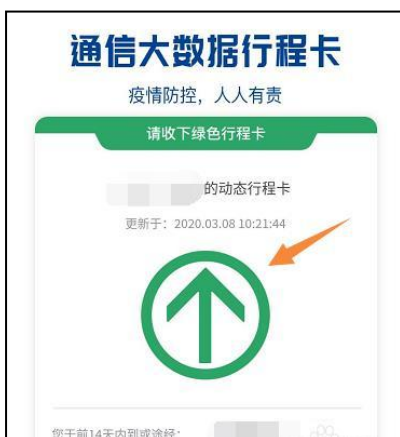 通信大数据行程卡
疫情防控，人人有责
请收下绿色行程卡
的动态行程卡
更新于：2020.03.08 10:21:44
您于前14天内到或途经：